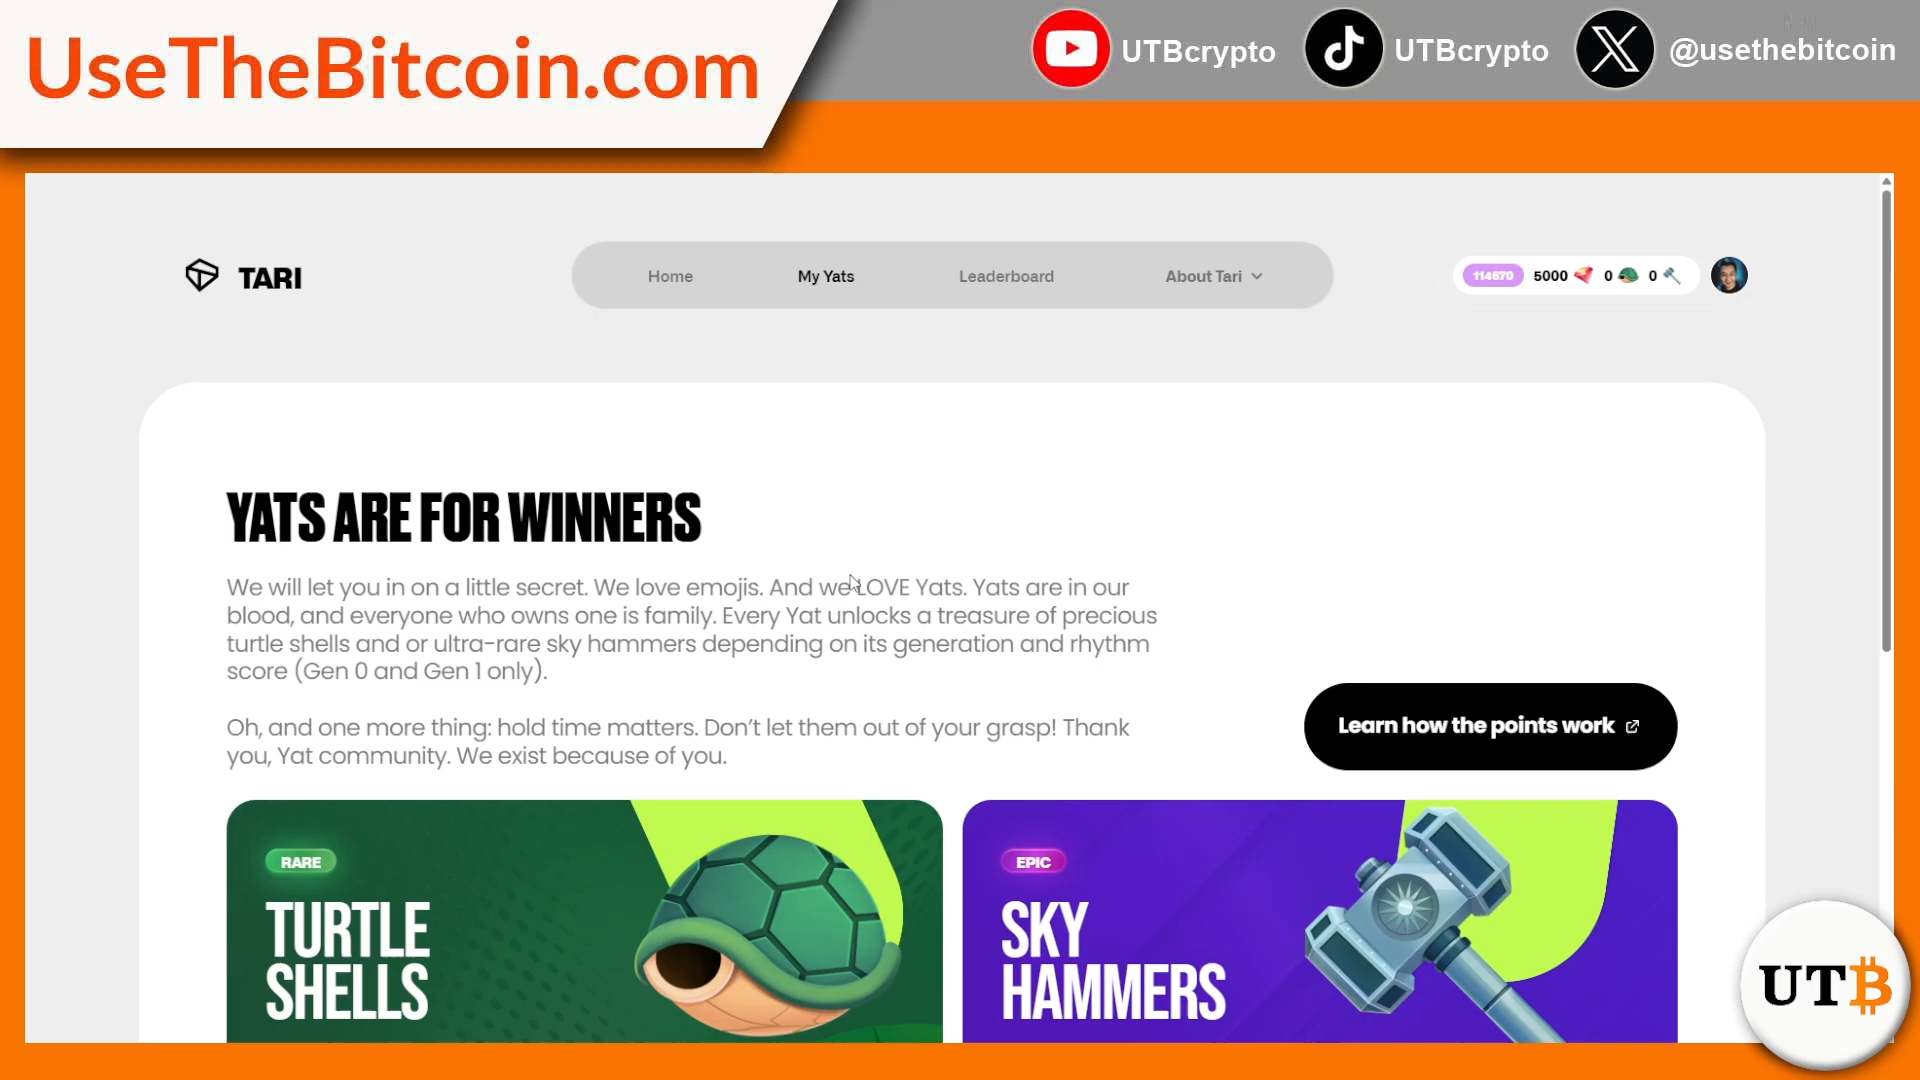 UseTheBitcoin.com
UTBcrypto
UTBcrypto
@usethebitcoin
TARI
Home
My Yats
Leaderboard
About Tari
114670
5000
0
0
YATS ARE FOR WINNERS
We will let you in on a little secret. We love emojis. And we LOVE Yats. Yats are in our
blood, and everyone who owns one is family. Every Yat unlocks a treasure of precious
turtle shells and or ultra-rare sky hammers depending on its generation and rhythm
score (Gen 0 and Gen 1 only).
Oh, and one more thing: hold time matters. Don’t let them out of your grasp! Thank
you, Yat community. We exist because of you.
Learn how the points work
RARE
TURTLE
SHELLS
EPIC
SKY
HAMMERS
UTB